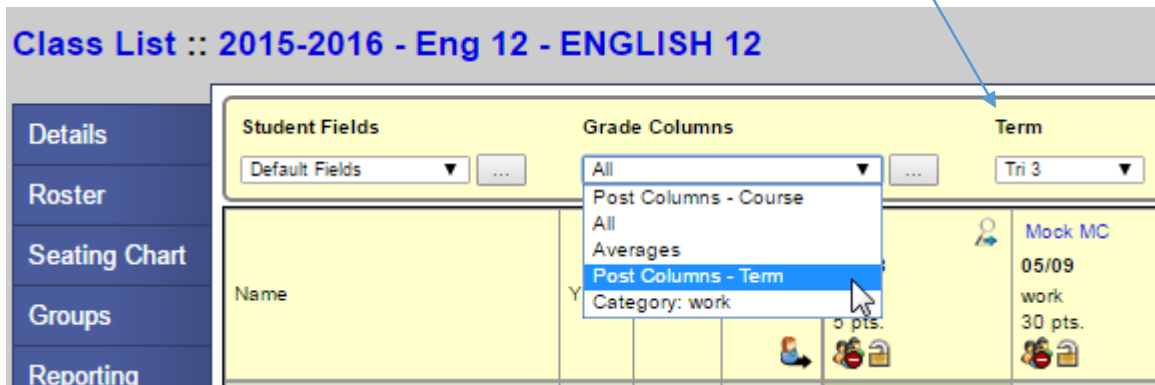 Class List :: 2015-2016 - Eng 12 - ENGLISH 12
Details
Roster
Seating Chart
Groups
Reporting
Student Fields
Grade Columns
Term
Default Fields
...
All
...
Tri 3
Post Columns - Course
All
Averages
Post Columns - Term
Category: work
Name
Y
5 pts.
Mock MC
05/09
work
30 pts.